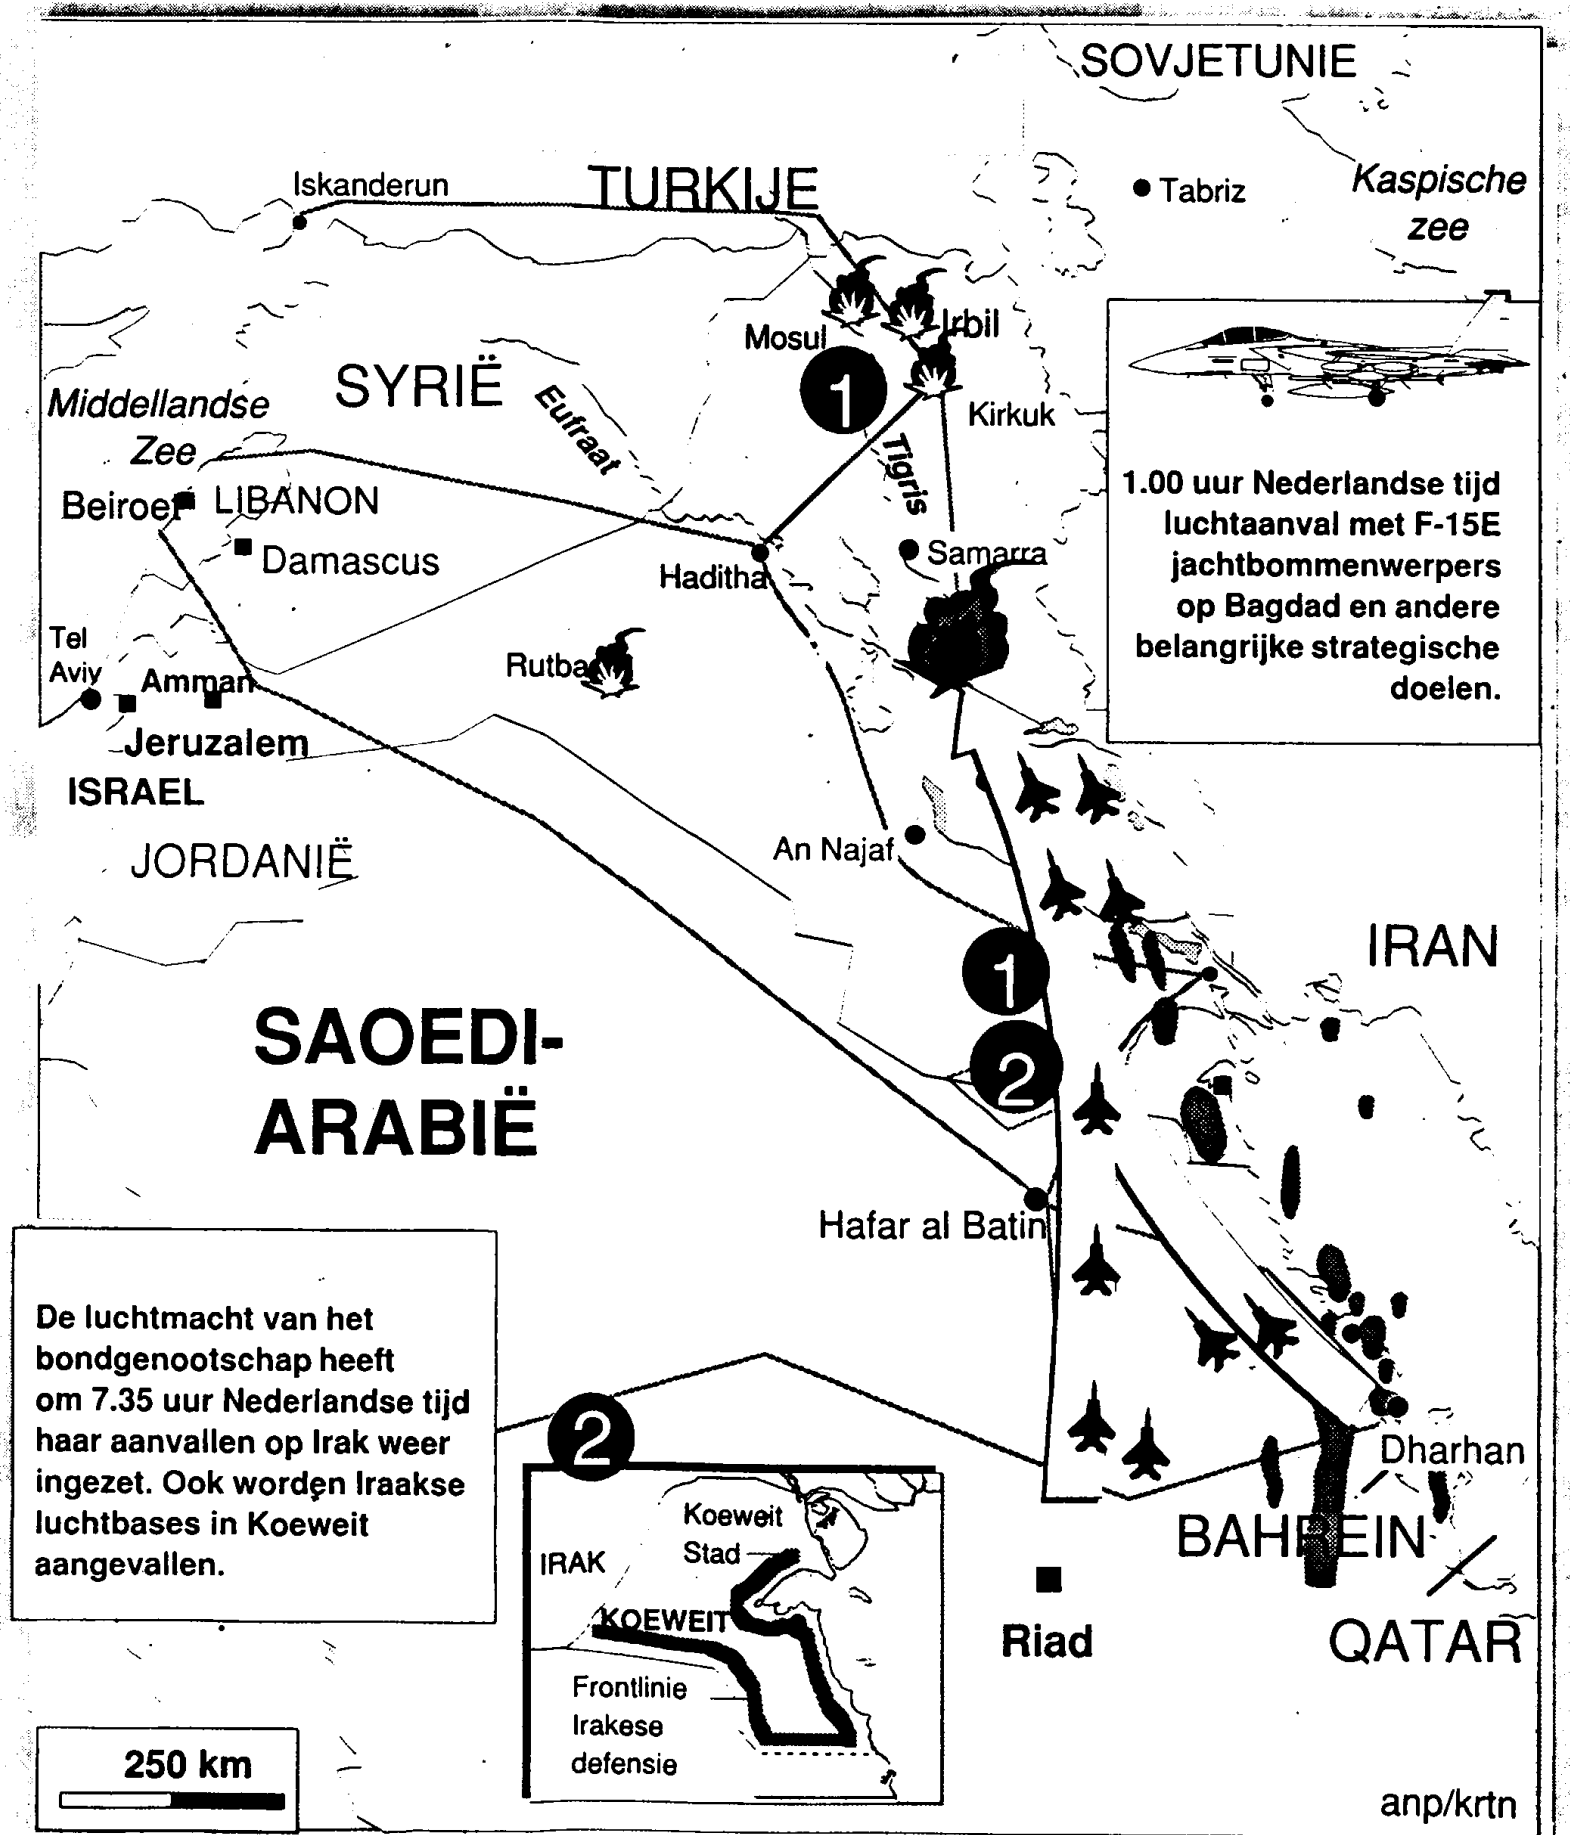 SOVJETUNIE
Iskanderun
TURKIJE
Tabriz
Kaspische
zee
Mosul
Irbil
SYRIË
Middellandse
Zee
Eufraat
1
Kirkuk
Tigris
Beiroet
LIBANON
Damascus
Haditha
Samarra
1.00 uur Nederlandse tijd
luchtaanval met F-15E
jachtbommenwerpers
op Bagdad en andere
belangrijke strategische
doelen.
Tel
Aviv
Amman
Rutba
Jeruzalem
ISRAEL
JORDANIË
An Najaf
IRAN
1
SAOEDI-
ARABIË
2
Hafar al Batin
De luchtmacht van het
bondgenootschap heeft
om 7.35 uur Nederlandse tijd
haar aanvallen op Irak weer
ingezet. Ook worden Iraakse
luchtbases in Koeweit
aangevallen.
2
Dharhan
BAHREIN
Koeweit
Stad
IRAK
KOEWEIT
Riad
QATAR
Frontlinie
Irakese
defensie
250 km
anp/krtn